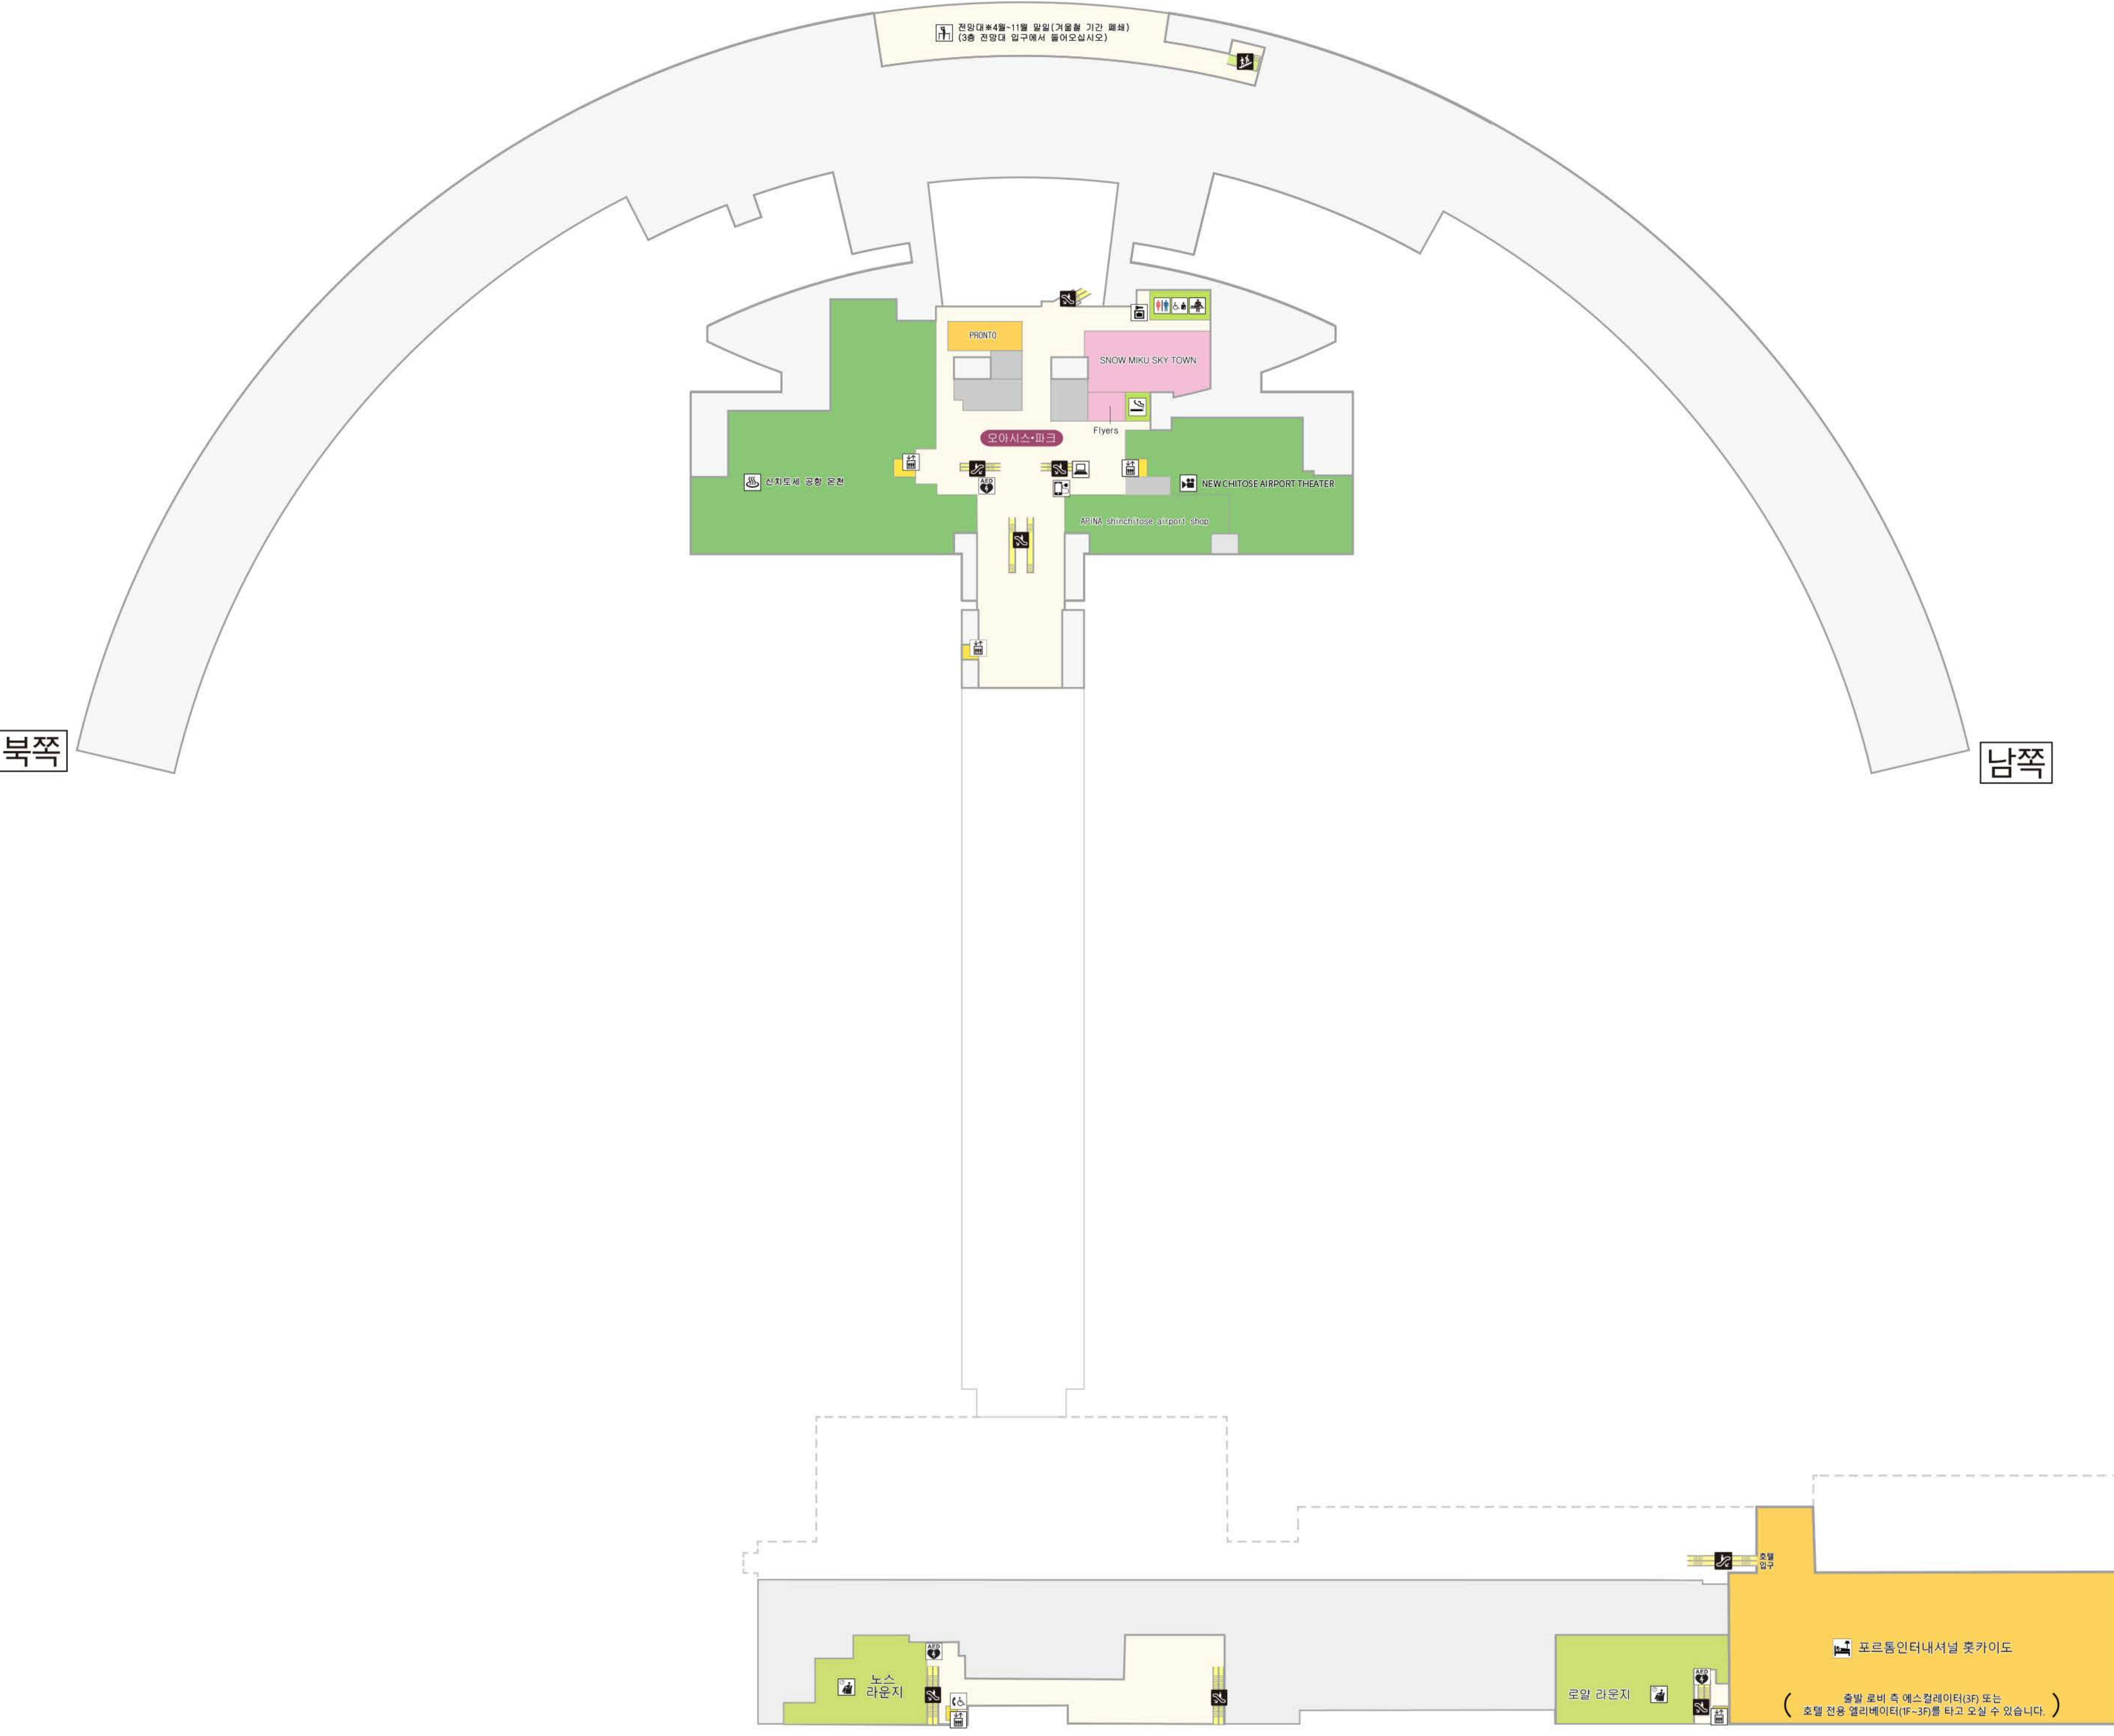 전망대※4월~11월 말일(겨울철 기간 폐쇄)
(3층 전망대 입구에서 들어오십시오)
PRONTO
SNOW MIKU SKY TOWN
Flyers
오아시스•파크
AED
신치토세 공항 온천
NEW CHITOSE AIRPORT THEATER
APINA shinchitose airport shop
북쪽
남쪽
호텔
입구
AED
노스
라운지
AED
로얄 라운지
포르톰인터내셔널 홋카이도
( 출발 로비 측 에스컬레이터(3F) 또는
호텔 전용 엘리베이터(1F~3F)를 타고 오실 수 있습니다. )